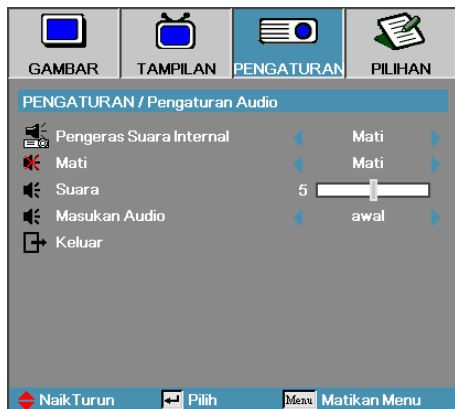 GAMBAR TAMPILAN PENGATURAN PILIHAN
PENGATURAN / Pengaturan Audio
Pengeras Suara Internal Mati
Mati Mati
Suara 5
Masukan Audio awal
Keluar
NaikTurun Pilih Menu Matikan Menu